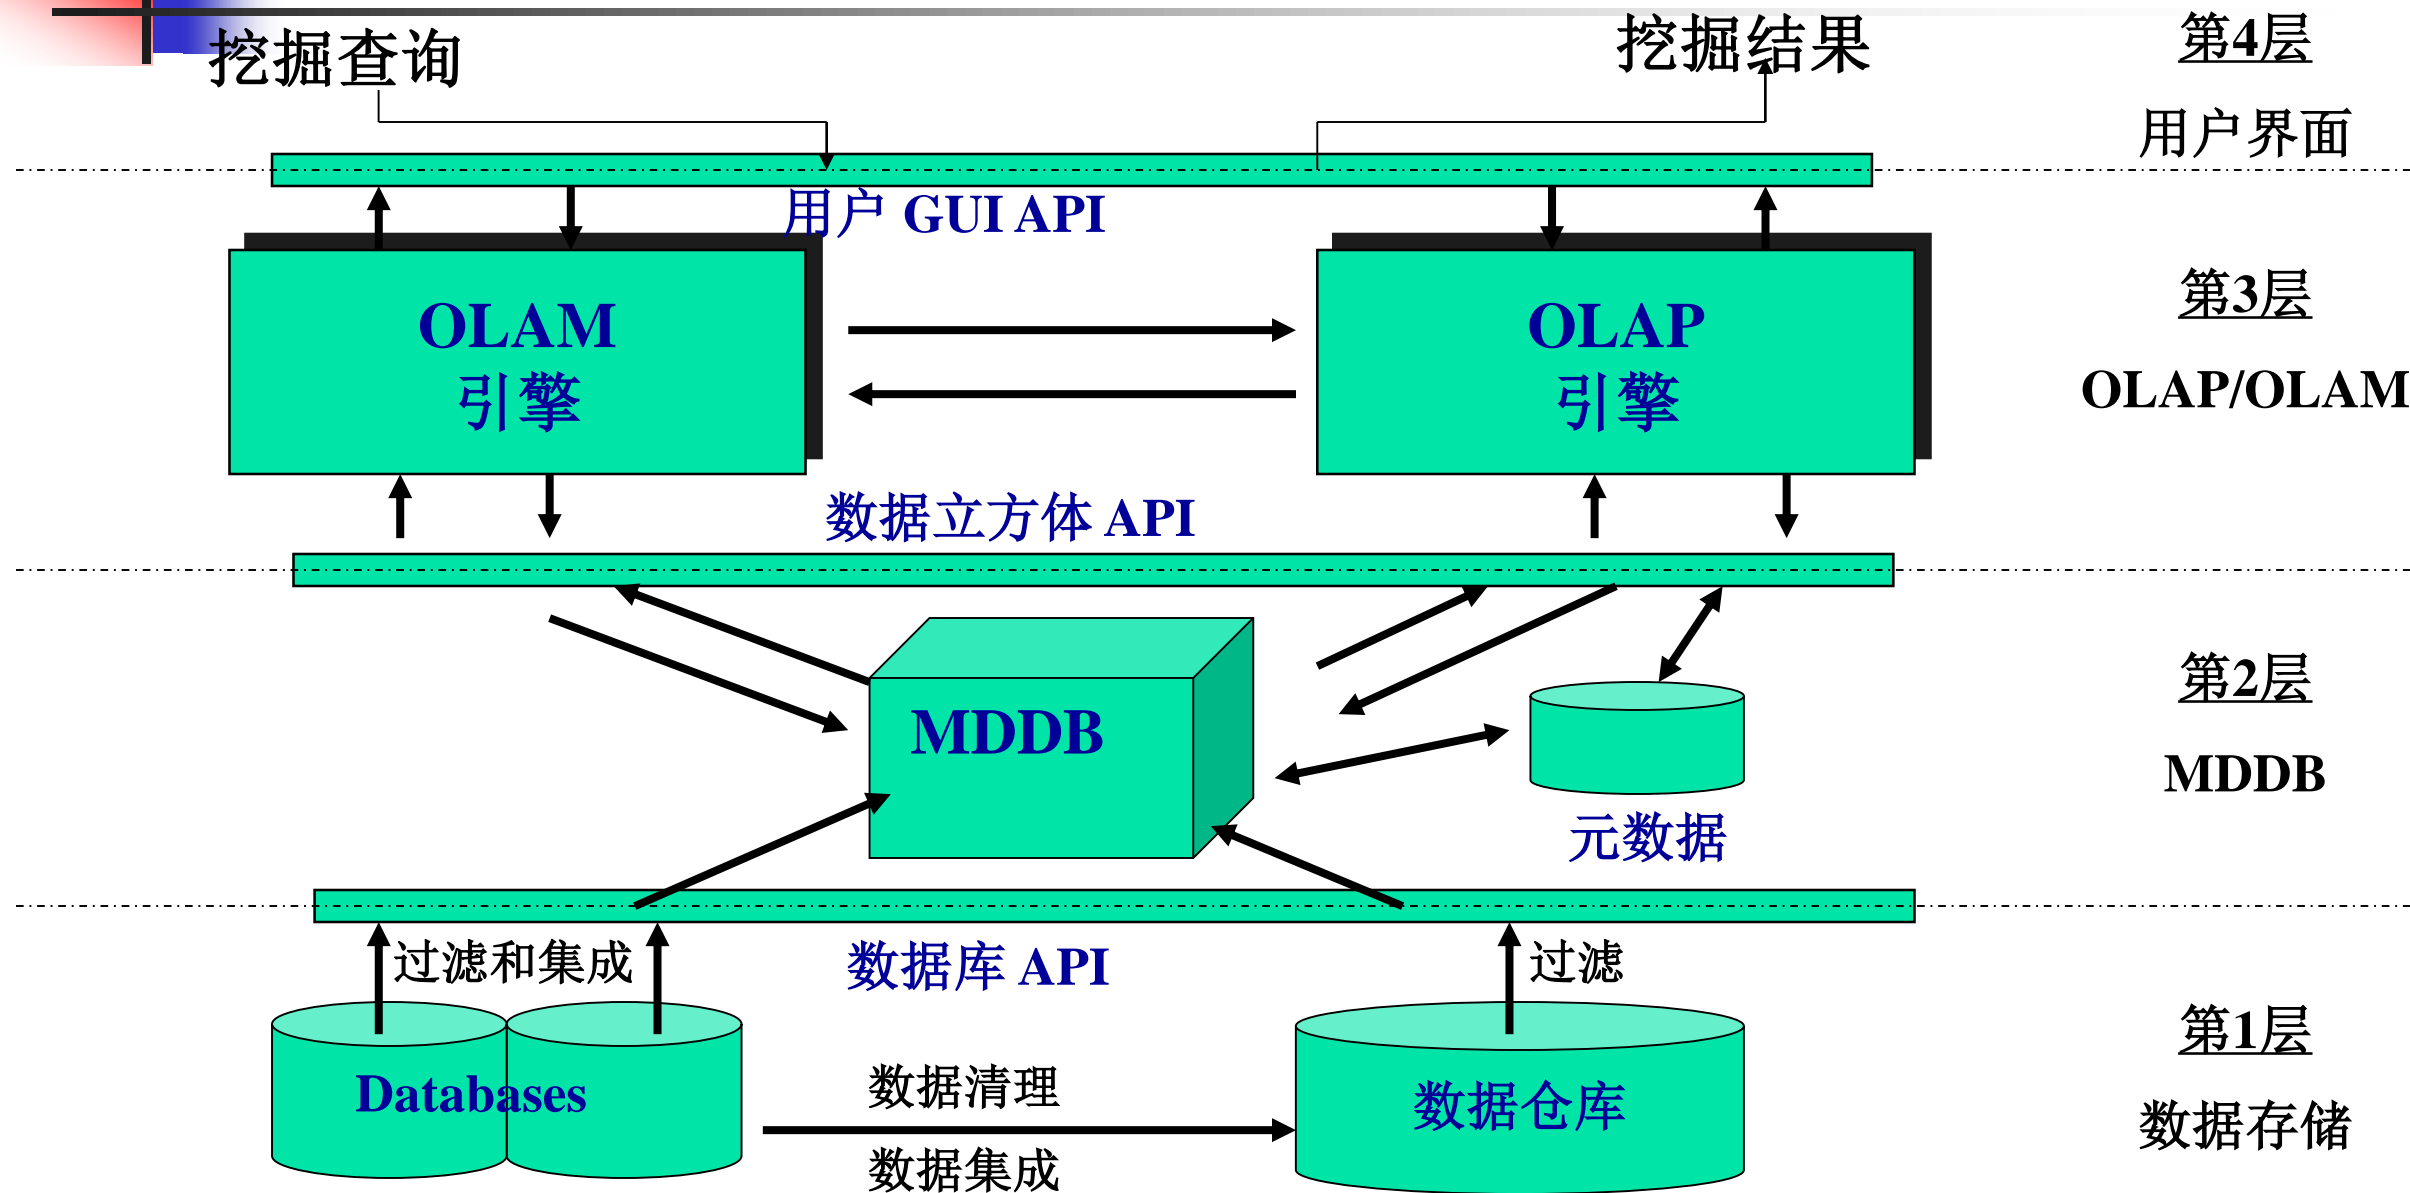 挖掘查询
挖掘结果
第4层
用户界面
用户 GUI API
OLAM
引擎
OLAP
引擎
第3层
OLAP/OLAM
数据立方体 API
MDDB
元数据
第2层
MDDB
过滤和集成
数据库 API
过滤
Databases
数据清理
数据集成
数据仓库
第1层
数据存储